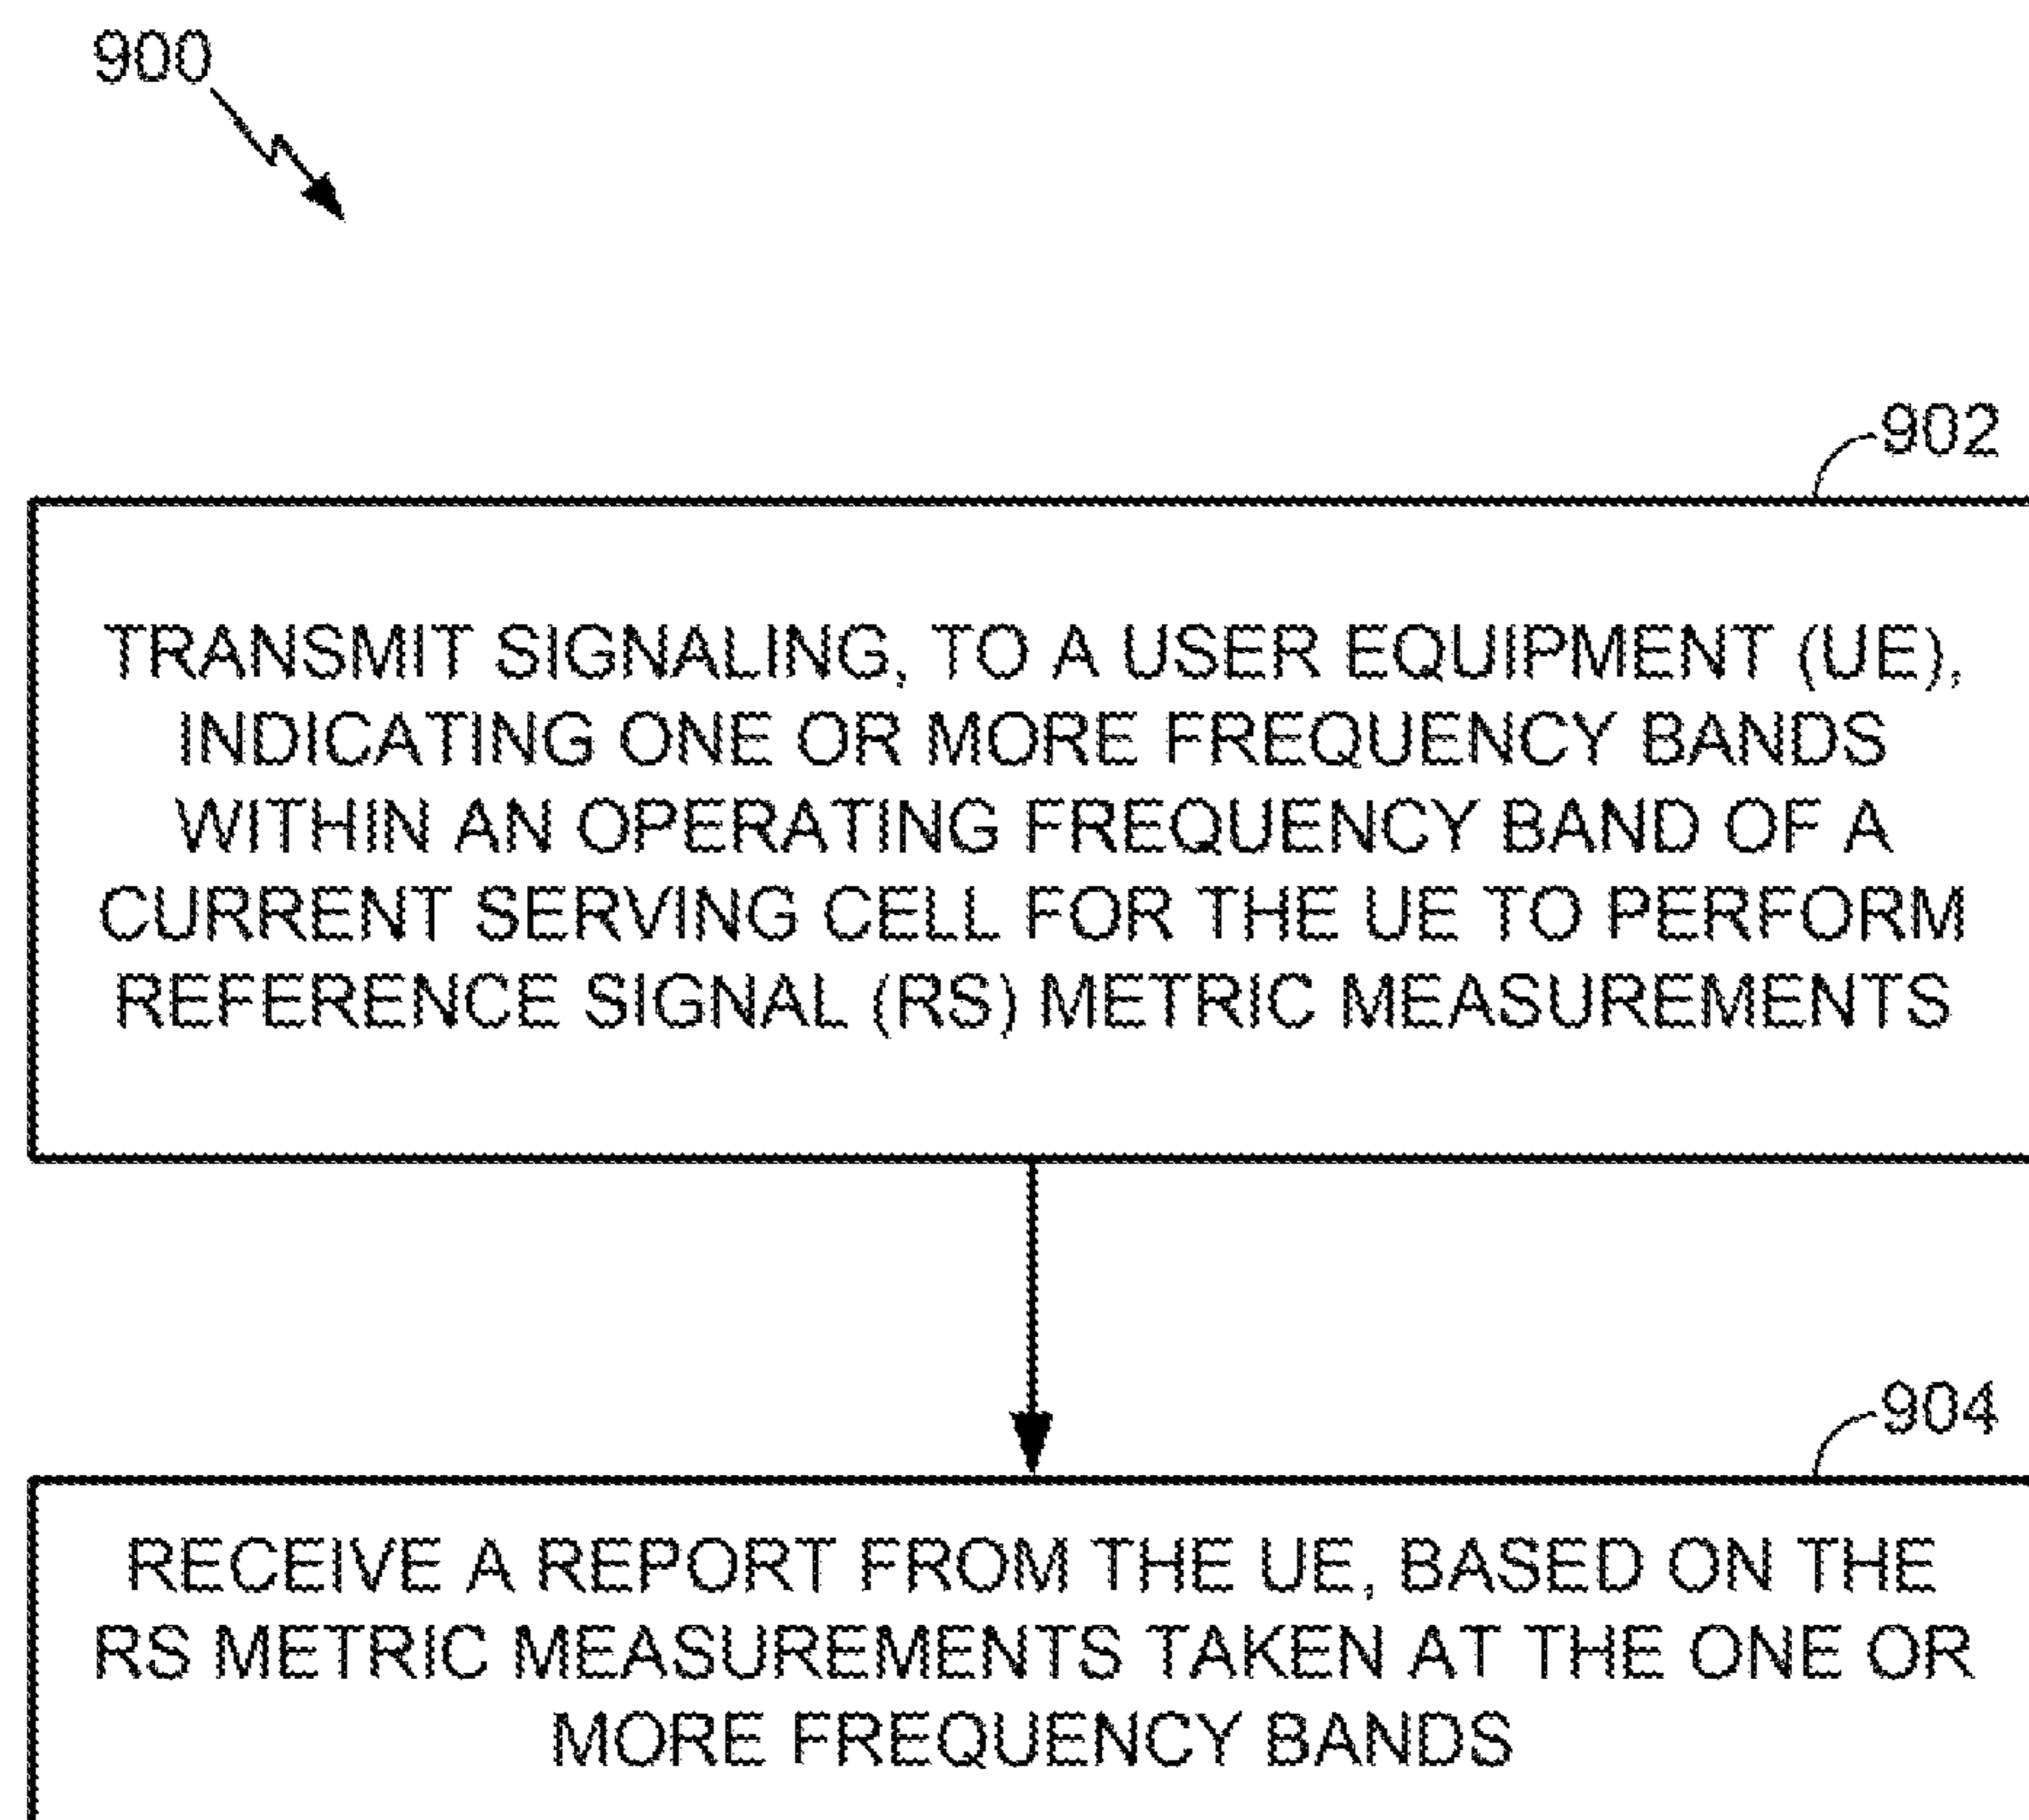 900
902
TRANSMIT SIGNALING, TO A USER EQUIPMENT (UE),
INDICATING ONE OR MORE FREQUENCY BANDS
WITHIN AN OPERATING FREQUENCY BAND OF A
CURRENT SERVING CELL FOR THE UE TO PERFORM
REFERENCE SIGNAL (RS) METRIC MEASUREMENTS
904
RECEIVE A REPORT FROM THE UE, BASED ON THE
RS METRIC MEASUREMENTS TAKEN AT THE ONE OR
MORE FREQUENCY BANDS